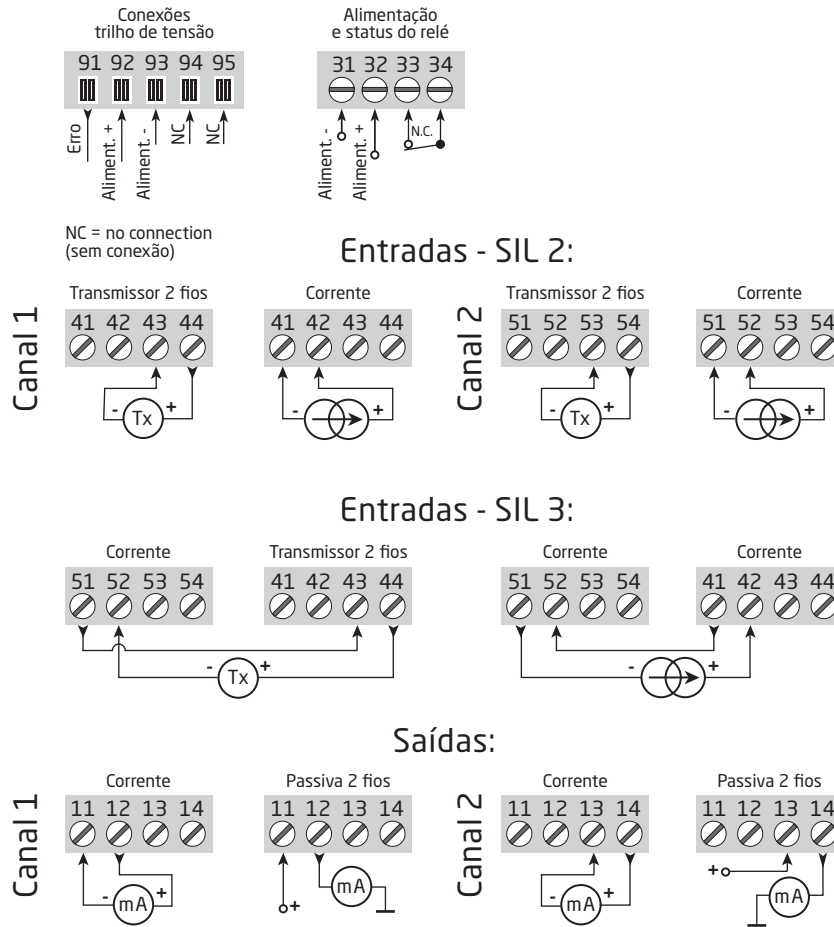 Conexões
trilho de tensão
91 92 93 94 95
Erro
Aliment. +
Aliment. -
NC
NC
NC = no connection
(sem conexão)
Alimentação
e status do relé
31 32 33 34
Aliment. -
Aliment. +
N.C.
Entradas - SIL 2:
Canal 1
Transmissor 2 fios
41 42 43 44
- Tx +
Corrente
41 42 43 44
- +
Canal 2
Transmissor 2 fios
51 52 53 54
- Tx +
Corrente
51 52 53 54
- +
Entradas - SIL 3:
Corrente
51 52 53 54
Transmissor 2 fios
41 42 43 44
- Tx +
Corrente
51 52 53 54
Corrente
41 42 43 44
- +
Saídas:
Canal 1
Corrente
11 12 13 14
- mA +
Passiva 2 fios
11 12 13 14
+
mA
Canal 2
Corrente
11 12 13 14
- mA +
Passiva 2 fios
11 12 13 14
+
mA